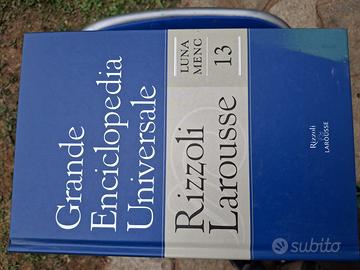 Grande
Enciclopedia
Universale
Rizzoli
Larousse
LUNA
MENC
13
Rizzoli
LAROUSSE
subito